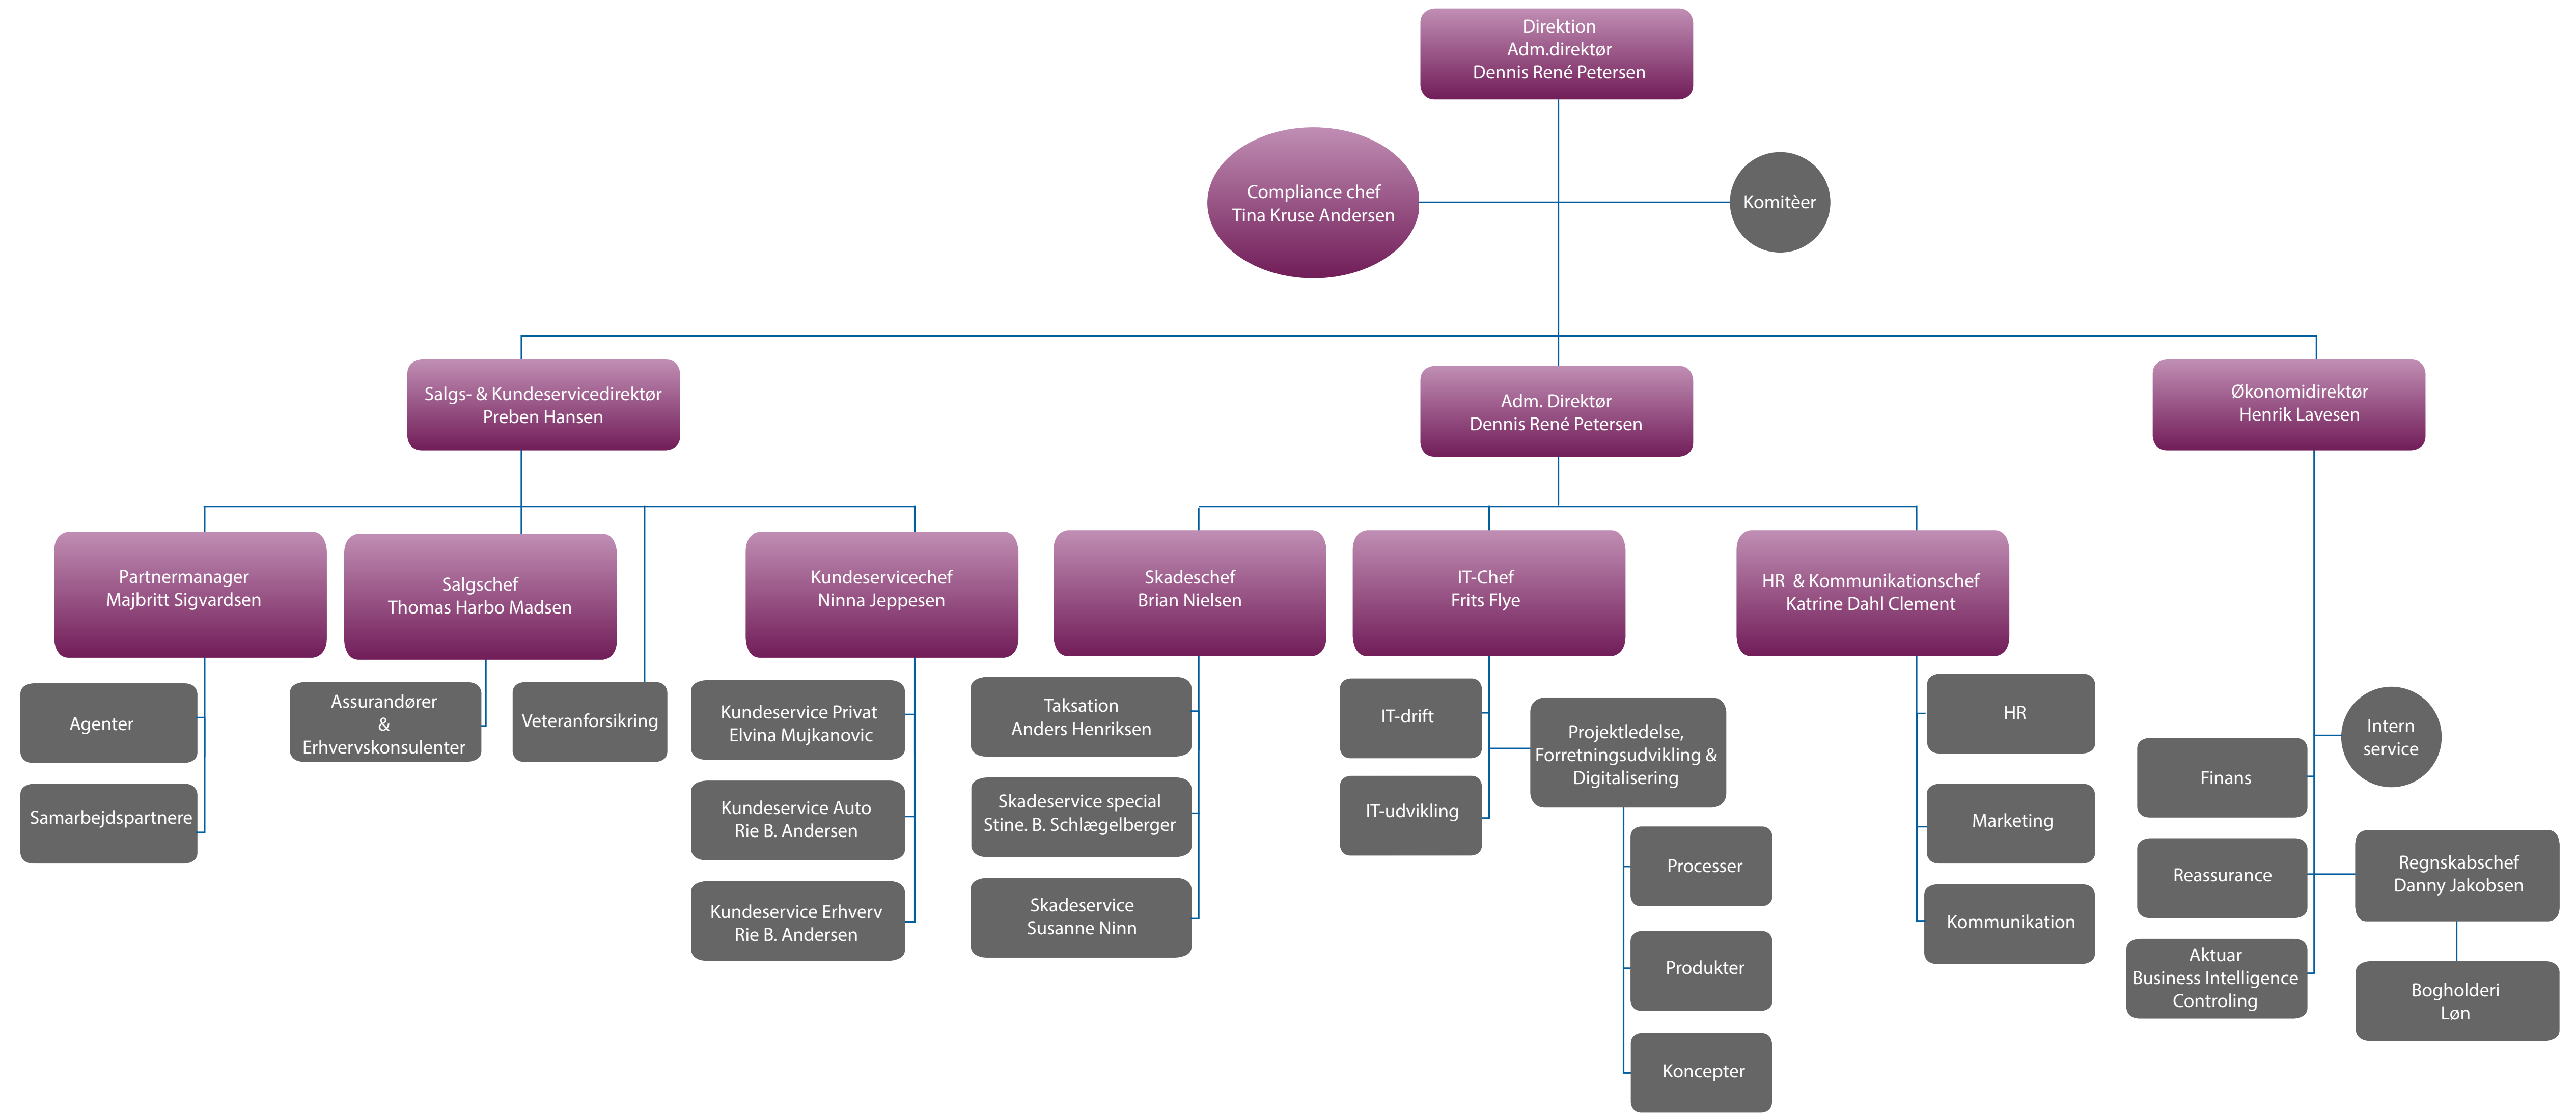 Direktion
Adm.direktør
Dennis René Petersen
Compliance chef
Tina Kruse Andersen
Komitèer
Salgs- & Kundeservicedirektør
Preben Hansen
Adm. Direktør
Dennis René Petersen
Økonomidirektør
Henrik Lavesen
Partnermanager
Majbritt Sigvardsen
Salgschef
Thomas Harbo Madsen
Kundeservicechef
Ninna Jeppesen
Skadeschef
Brian Nielsen
IT-Chef
Frits Flye
HR & Kommunikationschef
Katrine Dahl Clement
Agenter
Samarbejdspartnere
Assurandører
&
Erhvervskonsulenter
Veteranforsikring
Kundeservice Privat
Elvina Mujkanovic
Kundeservice Auto
Rie B. Andersen
Kundeservice Erhverv
Rie B. Andersen
Taksation
Anders Henriksen
Skadeservice special
Stine. B. Schlægelberger
Skadeservice
Susanne Ninn
IT-drift
IT-udvikling
Projektledelse,
Forretningsudvikling &
Digitalisering
Processer
Produkter
Koncepter
HR
Marketing
Kommunikation
Intern
service
Finans
Reassurance
Aktuar
Business Intelligence
Controling
Regnskabschef
Danny Jakobsen
Bogholderi
Løn